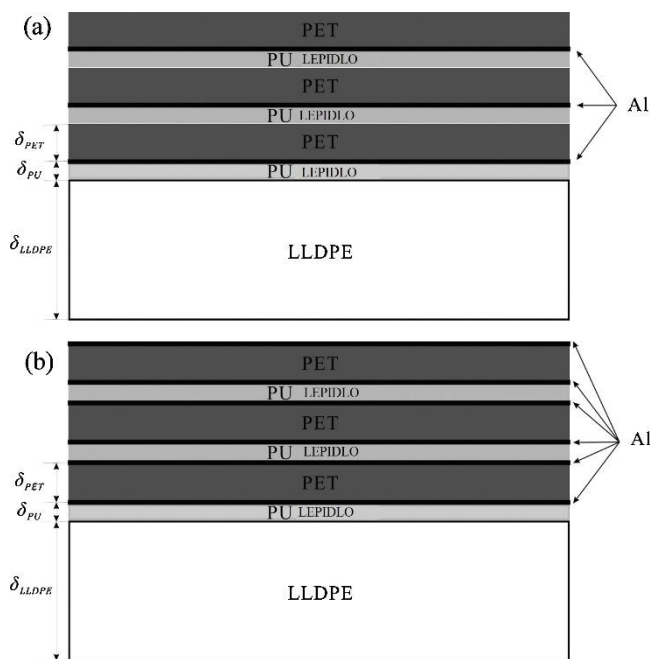 (a)
PET
PU LEPIDLO
PET
Al
PU LEPIDLO
δPET
PET
δPU
PU LEPIDLO
δLLDPE
LLDPE
(b)
PET
PU LEPIDLO
PET
Al
PU LEPIDLO
δPET
PET
δPU
PU LEPIDLO
δLLDPE
LLDPE